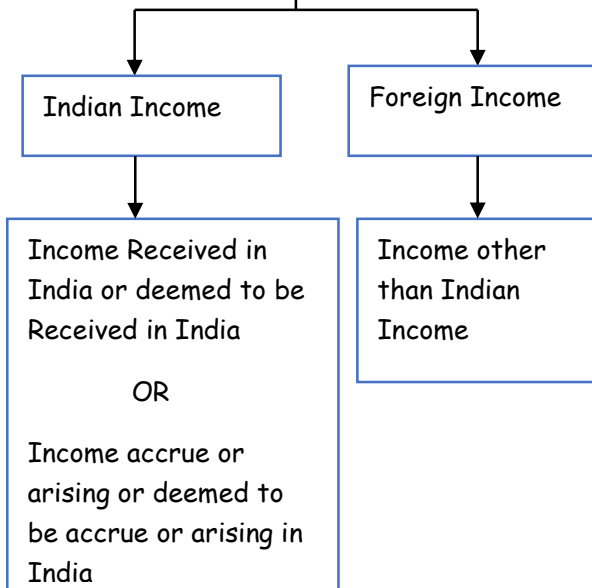 Indian Income
Foreign Income
Income Received in
India or deemed to be
Received in India
OR
Income accrue or
arising or deemed to
be accrue or arising in
India
Income other
than Indian
Income